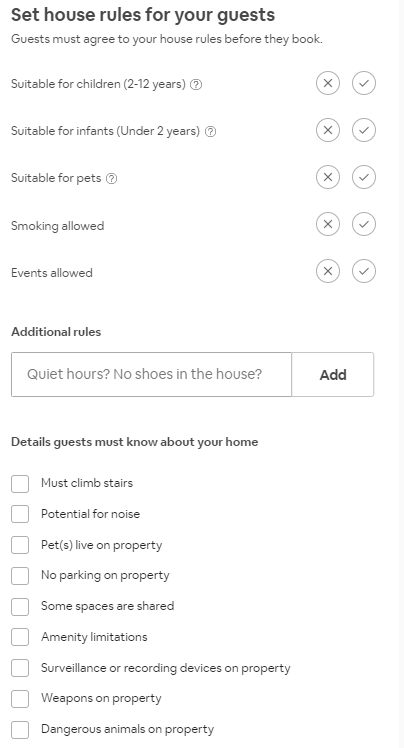 Set house rules for your guests
Guests must agree to your house rules before they book.
Suitable for children (2-12 years)
Suitable for infants (Under 2 years)
Suitable for pets
Smoking allowed
Events allowed
Additional rules
Quiet hours? No shoes in the house?
Add
Details guests must know about your home
Must climb stairs
Potential for noise
Pet(s) live on property
No parking on property
Some spaces are shared
Amenity limitations
Surveillance or recording devices on property
Weapons on property
Dangerous animals on property